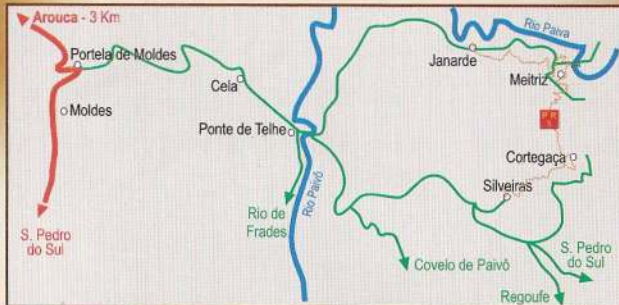 Arouca - 3 Km
Portela de Moldes
Moldes
Cela
Ponte de Telhe
Rio Paivô
Rio de
Frades
S. Pedro
do Sul
Rio Paiva
Janarde
Meitriz
PR
Cortegaça
Silveiras
Covelo de Paivô
S. Pedro
do Sul
Regoufe